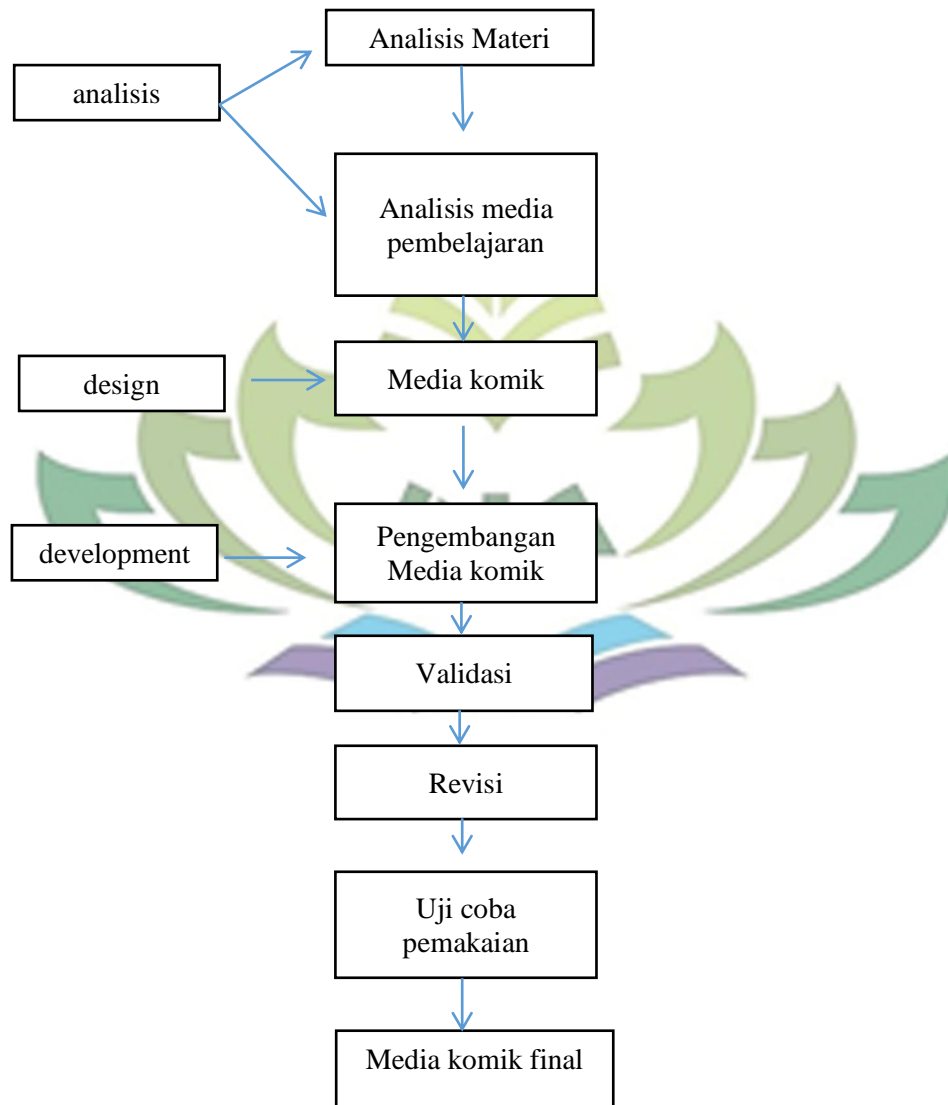 Analisis Materi
analisis
Analisis media
pembelajaran
design
Media komik
development
Pengembangan
Media komik
Validasi
Revisi
Uji coba
pemakaian
Media komik final